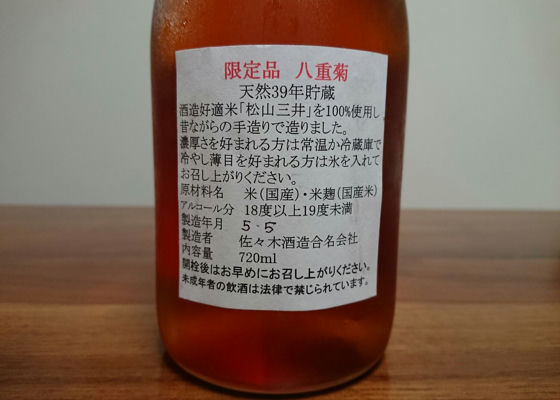 限定品 八重菊
天然39年貯蔵
酒造好適米「松山三井」を100%使用し
昔ながらの手造りで造りました。
濃厚さを好まれる方は常温か冷蔵庫で
冷やし薄目を好まれる方は氷を入れて
お召し上がりください。
原材料名 米(国産)・米麹(国産米)
アルコール分 18度以上19度未満
製造年月 5.5
製造者 佐々木酒造合名会社
内容量 720ml
開栓後はお早めにお召し上がりください。
未成年者の飲酒は法律で禁じられています。